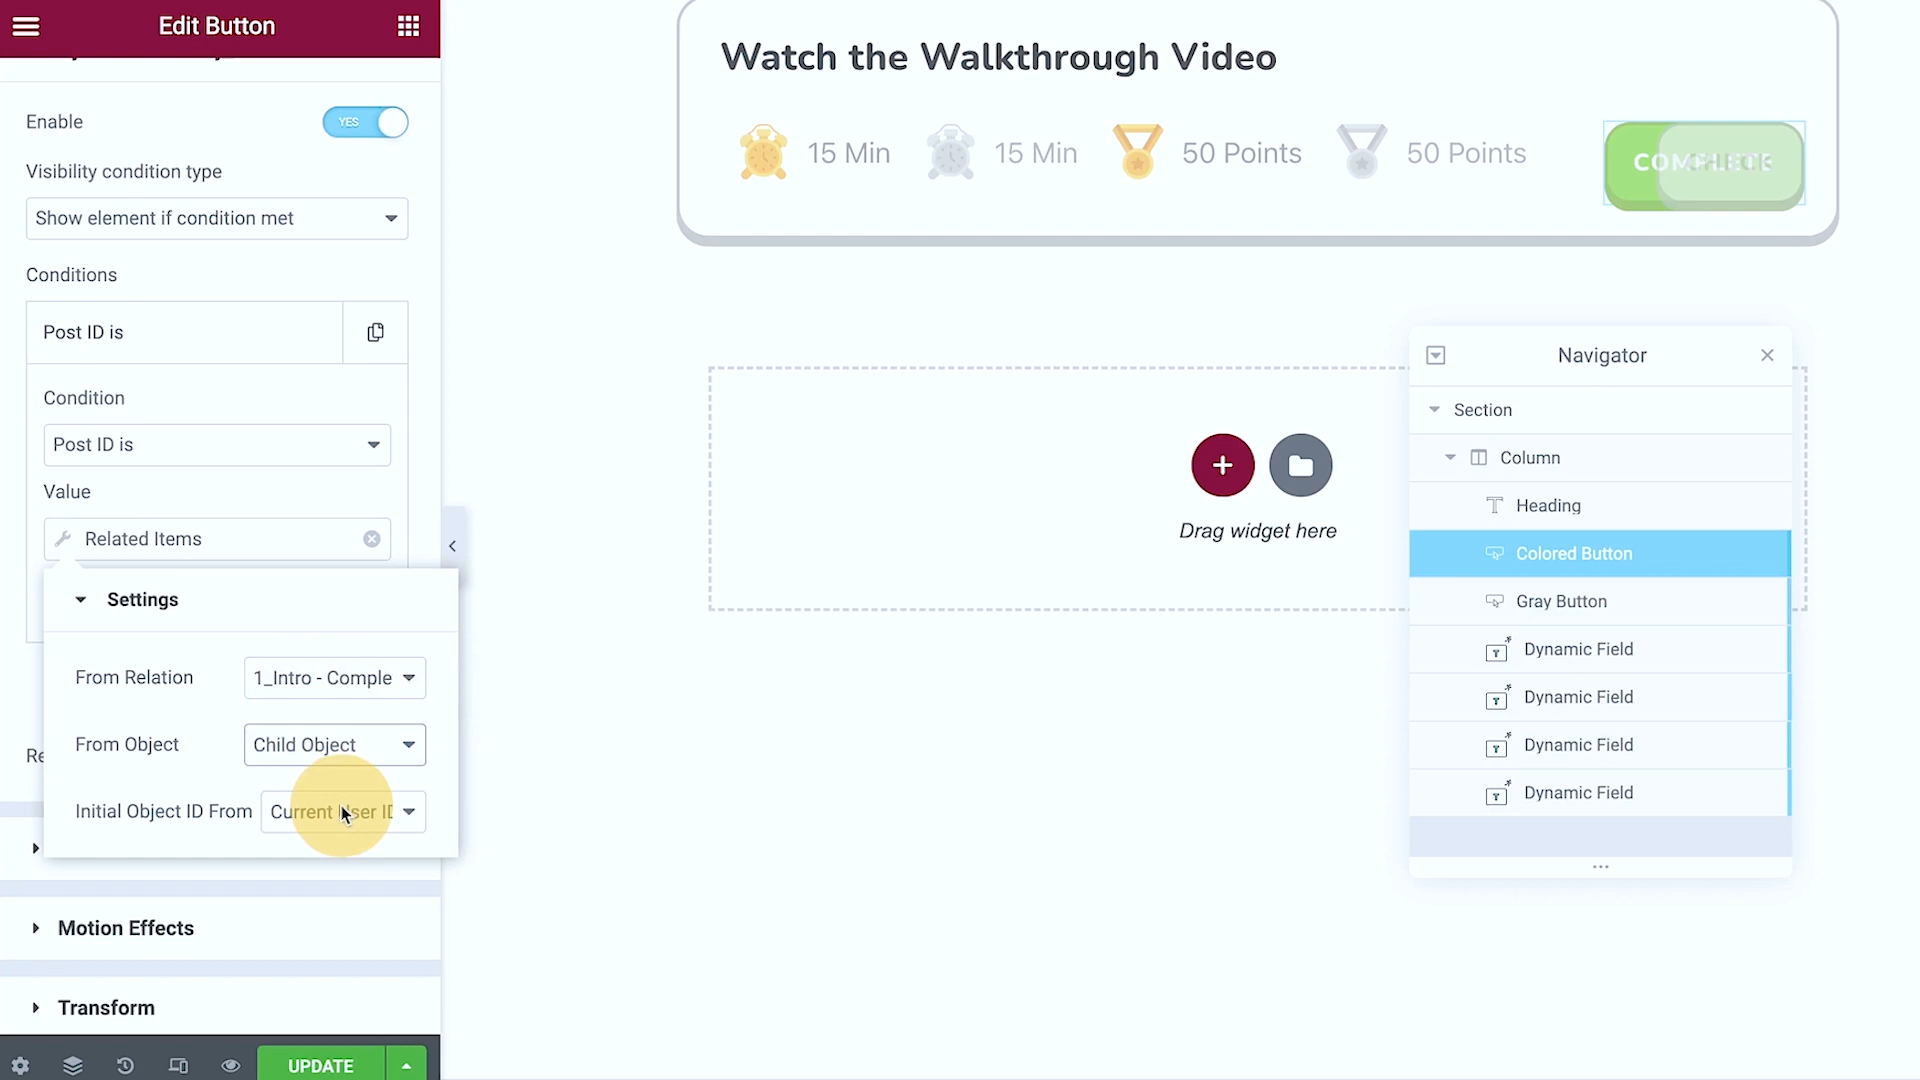 Edit Button
Enable
YES
Visibility condition type
Show element if condition met
Conditions
Post ID is
Condition
Post ID is
Value
Related Items
Settings
From Relation
1_Intro - Comple
From Object
Child Object
Initial Object ID From
Current User ID
Re
Motion Effects
Transform
UPDATE
Watch the Walkthrough Video
15 Min
15 Min
50 Points
50 Points
COMPLETE
Drag widget here
Navigator
Section
Column
Heading
Colored Button
Gray Button
Dynamic Field
Dynamic Field
Dynamic Field
Dynamic Field